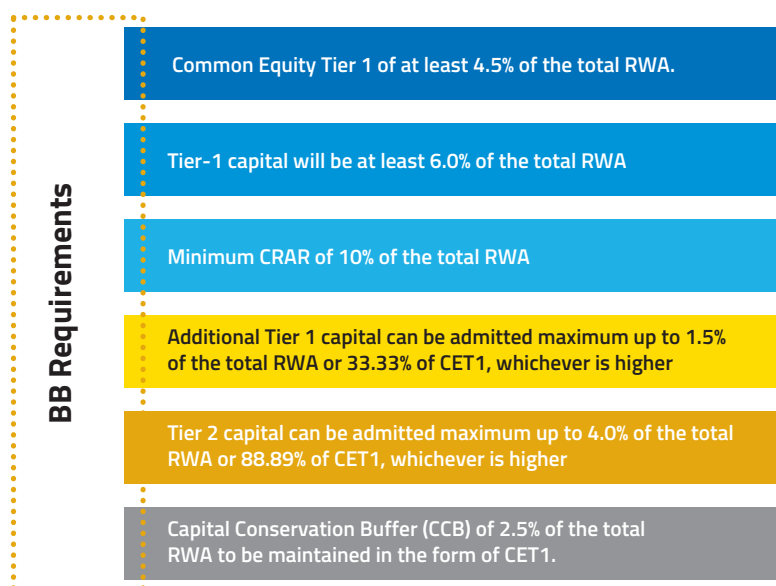 BB Requirements
Common Equity Tier 1 of at least 4.5% of the total RWA.
Tier-1 capital will be at least 6.0% of the total RWA
Minimum CRAR of 10% of the total RWA
Additional Tier 1 capital can be admitted maximum up to 1.5%
of the total RWA or 33.33% of CET1, whichever is higher
Tier 2 capital can be admitted maximum up to 4.0% of the total
RWA or 88.89% of CET1, whichever is higher
Capital Conservation Buffer (CCB) of 2.5% of the total
RWA to be maintained in the form of CET1.